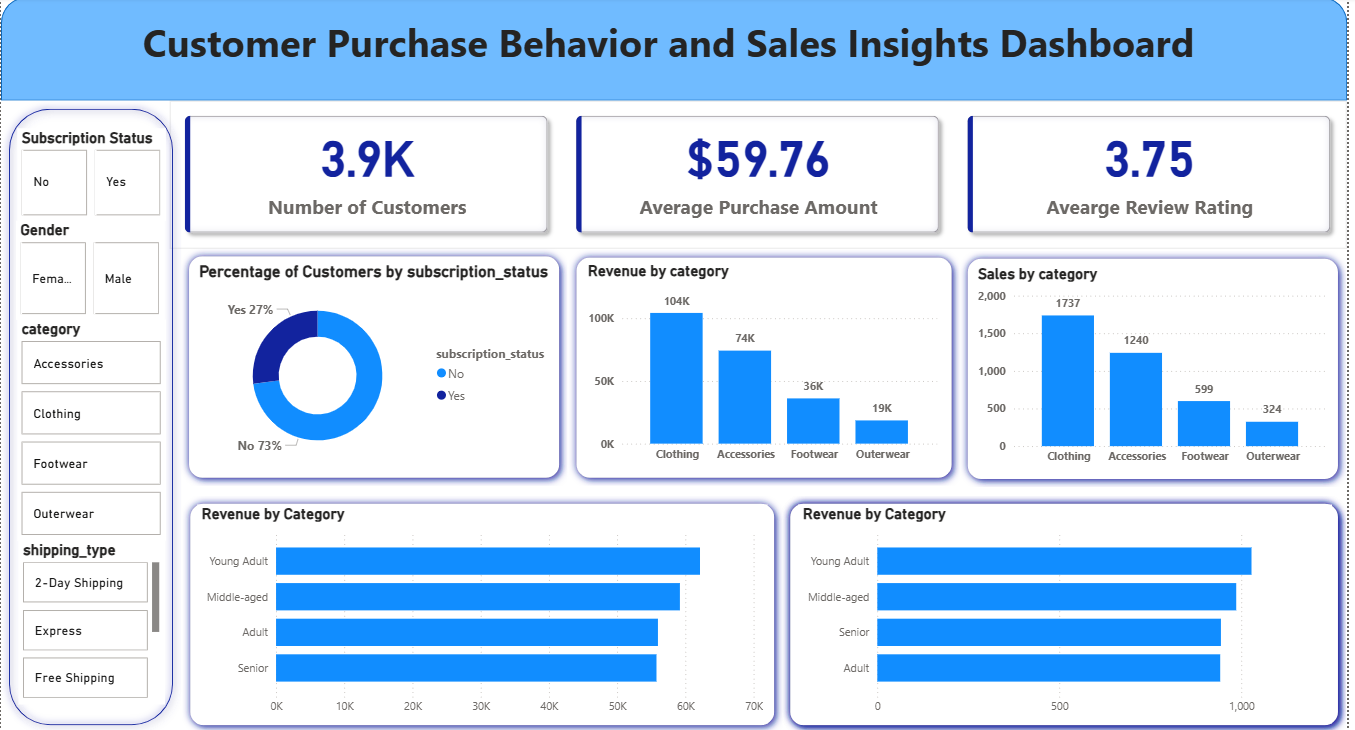 Customer Purchase Behavior and Sales Insights Dashboard
Subscription Status
No
Yes
Gender
Fema...
Male
category
Accessories
Clothing
Footwear
Outerwear
shipping_type
2-Day Shipping
Express
Free Shipping
3.9K
Number of Customers
$59.76
Average Purchase Amount
3.75
Avearge Review Rating
Percentage of Customers by subscription_status
Yes 27%
No 73%
subscription_status
No
Yes
Revenue by category
100K
50K
0K
104K
74K
36K
19K
Clothing
Accessories
Footwear
Outerwear
Sales by category
2,000
1,500
1,000
500
0
1737
1240
599
324
Clothing
Accessories
Footwear
Outerwear
Revenue by Category
Young Adult
Middle-aged
Adult
Senior
0K
10K
20K
30K
40K
50K
60K
70K
Revenue by Category
Young Adult
Middle-aged
Senior
Adult
0
500
1,000